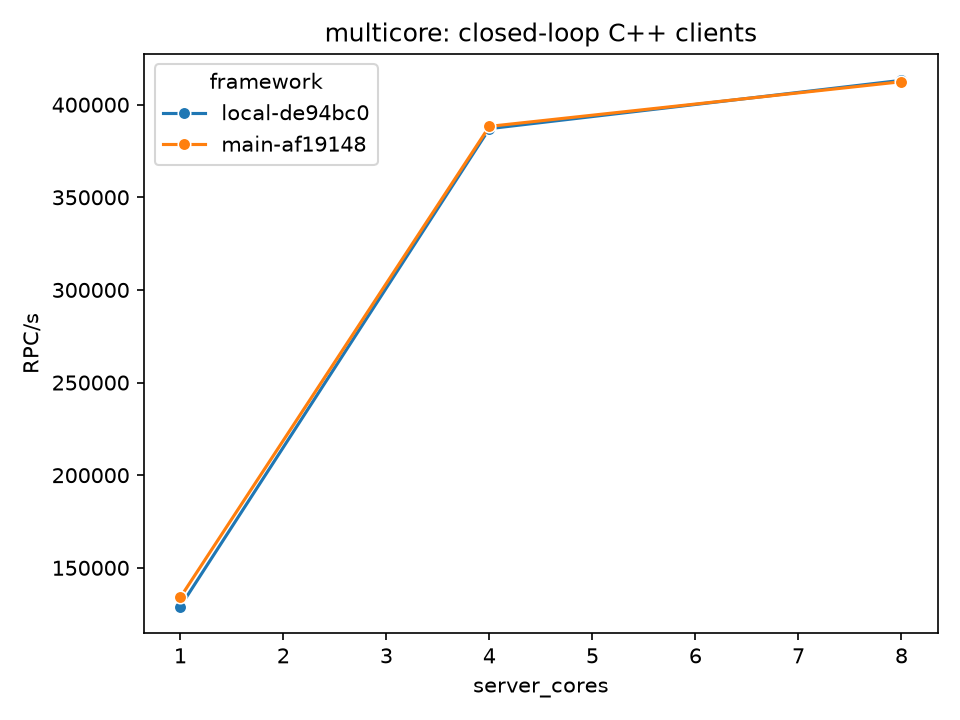 multicore: closed-loop C++ clients
framework
local-de94bc0
main-af19148
RPC/s
400000
350000
300000
250000
200000
150000
1 2 3 4 5 6 7 8
server_cores